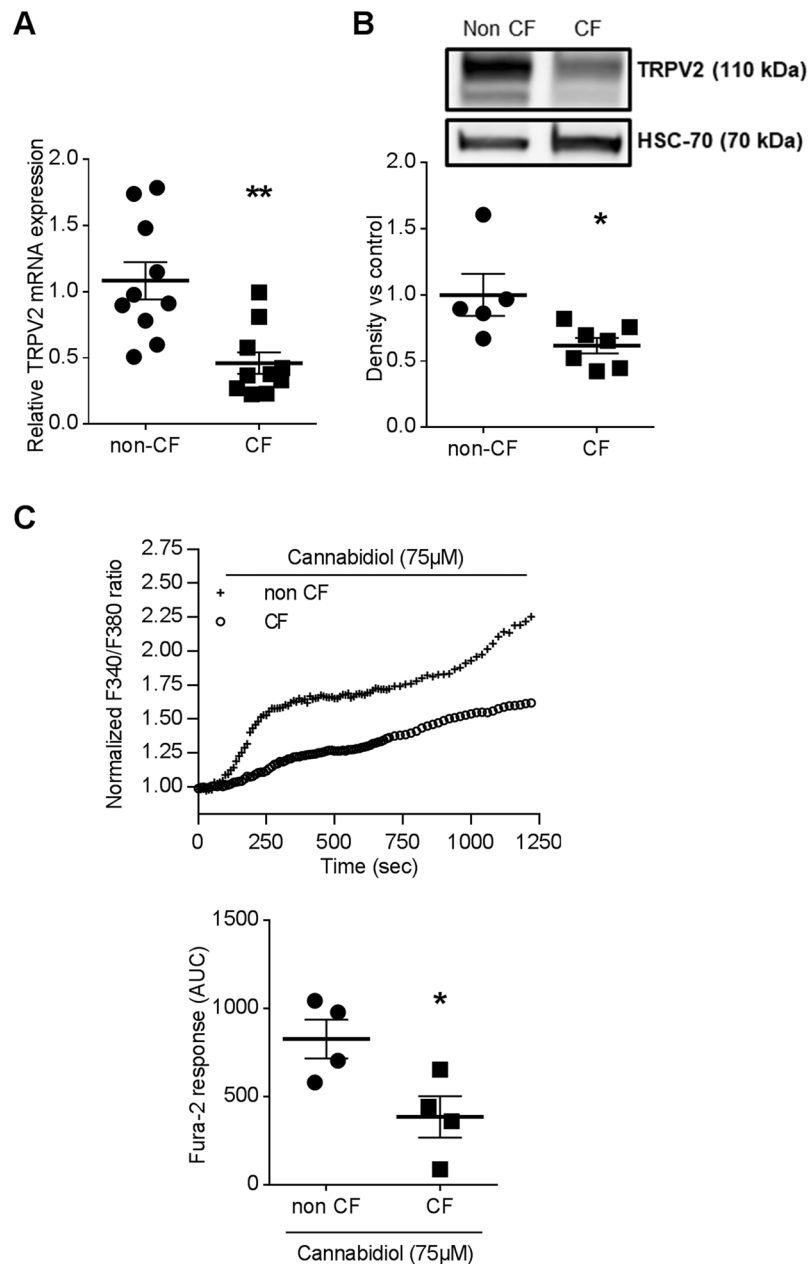 A
Relative TRPV2 mRNA expression
2.0
1.5
1.0
0.5
0.0
**
non-CF
CF
B
Non CF
CF
TRPV2 (110 kDa)
HSC-70 (70 kDa)
Density vs control
2.0
1.5
1.0
0.5
0.0
*
non-CF
CF
C
Normalized F340/F380 ratio
2.75
2.50
2.25
2.00
1.75
1.50
1.25
1.00
Cannabidiol (75µM)
non CF
CF
0
250
500
750
1000
1250
Time (sec)
Fura-2 response (AUC)
1500
1000
500
0
*
non CF
CF
Cannabidiol (75µM)